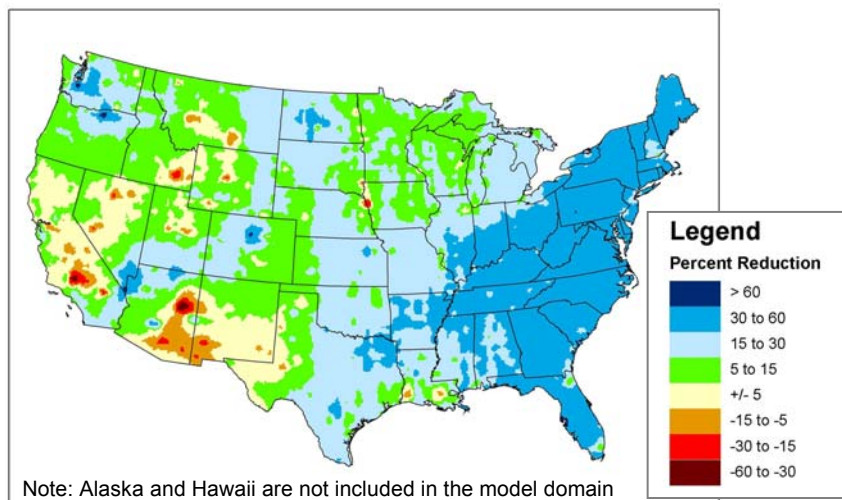 Legend
Percent Reduction
> 60
30 to 60
15 to 30
5 to 15
+/- 5
-15 to -5
-30 to -15
-60 to -30
Note: Alaska and Hawaii are not included in the model domain